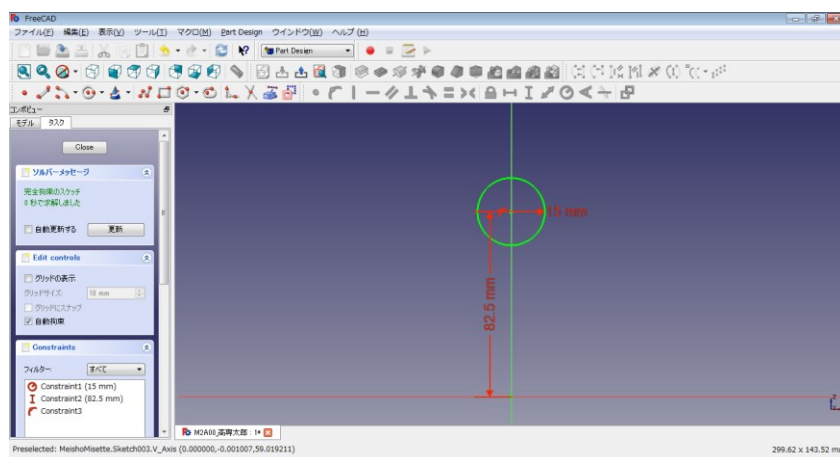 FreeCAD
ファイル(F) 編集(E) 表示(V) ツール(T) マクロ(M) Part Design ウインドウ(W) ヘルプ(H)
Part Design
コンボビュー
モデル タスク
Close
ソルバーメッセージ
完全拘束のスケッチ
0 秒で求解しました
自動更新する 更新
Edit controls
グリッドの表示
グリッドサイズ: 10 mm
グリッドにスナップ
自動拘束
Constraints
フィルター: すべて
Constraint1 (15 mm)
Constraint2 (82.5 mm)
Constraint3
15 mm
82.5 mm
M2A00_高専太郎 : 1*
Preselected: MeishoMisette.Sketch003.V_Axis (0.000000,-0.001007,59.019211)
299.62 x 143.52 mm